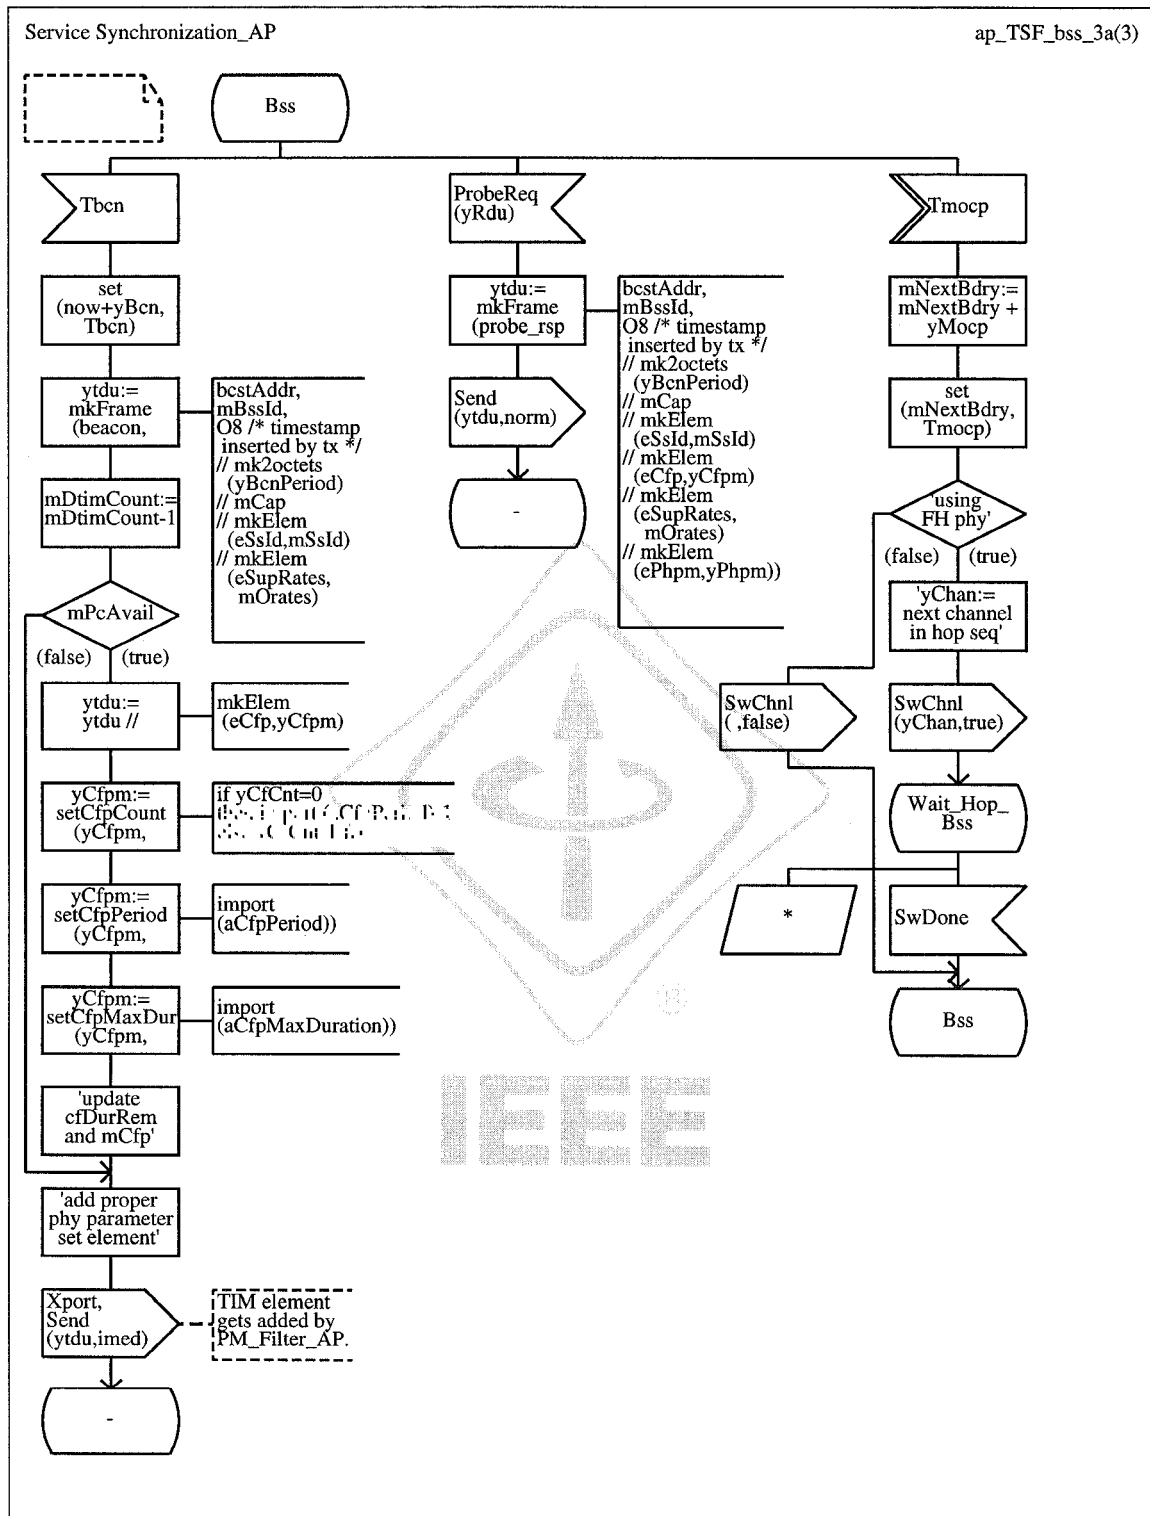 Service Synchronization_AP
ap_TSF_bss_3a(3)
Bss
Tbcn
set
(now+yBcn,
Tbcn)
ytdu:=
mkFrame
(beacon,
bcstAddr,
mBssId,
O8 /* timestamp
inserted by tx */
// mk2octets
(yBcnPeriod)
// mCap
// mkElem
(eSsId,mSsId)
// mkElem
(eSupRates,
mOrates)
mDtimCount:=
mDtimCount-1
mPcAvail
(false)
(true)
ytdu:=
ytdu //
mkElem
(eCfp,yCfpm)
yCfpm:=
setCfpCount
(yCfpm,
if yCfCnt=0
yCfpm:=
setCfpPeriod
(yCfpm,
import
(aCfpPeriod))
yCfpm:=
setCfpMaxDur
(yCfpm,
import
(aCfpMaxDuration))
'update
cfDurRem
and mCfp'
'add proper
phy parameter
set element'
Xport,
Send
(ytdu,imed)
TIM element
gets added by
PM_Filter_AP.
-
ProbeReq
(yRdu)
ytdu:=
mkFrame
(probe_rsp
bcstAddr,
mBssId,
O8 /* timestamp
inserted by tx */
// mk2octets
(yBcnPeriod)
// mCap
// mkElem
(eSsId,mSsId)
// mkElem
(eCfp,yCfpm)
// mkElem
(eSupRates,
mOrates)
// mkElem
(ePhpm,yPhpm))
Send
(ytdu,norm)
-
Tmocp
mNextBdry:=
mNextBdry +
yMocp
set
(mNextBdry,
Tmocp)
'using
FH phy'
(false)
(true)
'yChan:=
next channel
in hop seq'
SwChnl
( ,false)
SwChnl
(yChan,true)
Wait_Hop_
Bss
*
SwDone
Bss
®
IEEE